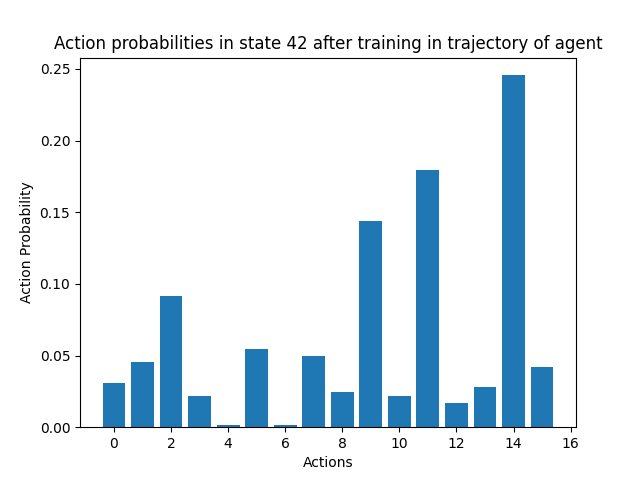 Action probabilities in state 42 after training in trajectory of agent
0.25
0.20
0.15
0.10
0.05
0.00
Action Probability
0 2 4 6 8 10 12 14 16
Actions